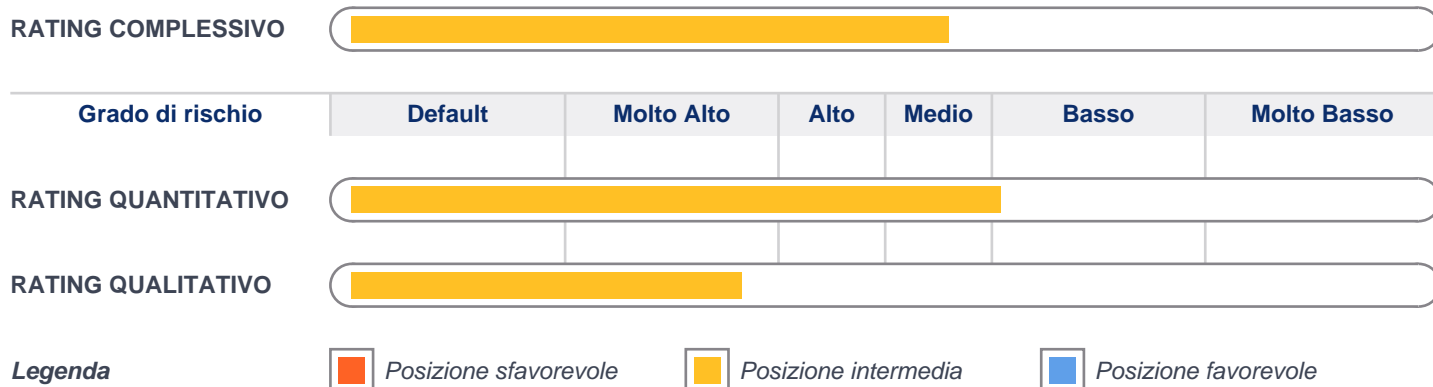 RATING COMPLESSIVO
Grado di rischio Default Molto Alto Alto Medio Basso Molto Basso
RATING QUANTITATIVO
RATING QUALITATIVO
Legenda Posizione sfavorevole Posizione intermedia Posizione favorevole